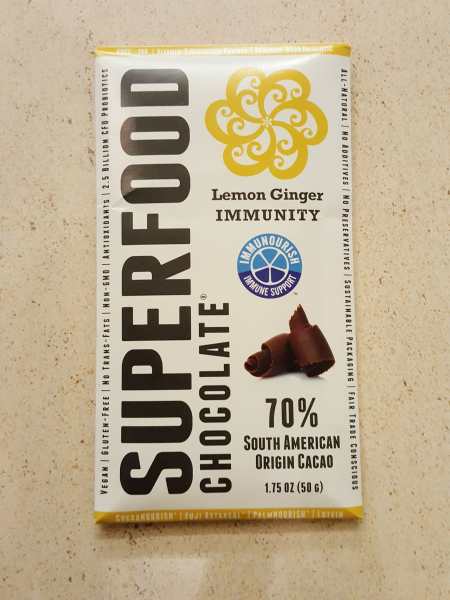 SUPERFOOD
CHOCOLATE®
Lemon Ginger
IMMUNITY
IMMUNOURISH
IMMUNE SUPPORT
™
70%
SOUTH AMERICAN
ORIGIN CACAO
1.75 OZ (50 G)
VEGAN | GLUTEN-FREE | NO TRANS-FATS | NON-GMO | ANTIOXIDANTS | 2.5 BILLION CFU PROBIOTICS
ALL-NATURAL | NO ADDITIVES | NO PRESERVATIVES | SUSTAINABLE PACKAGING | FAIR TRADE CONSCIOUS